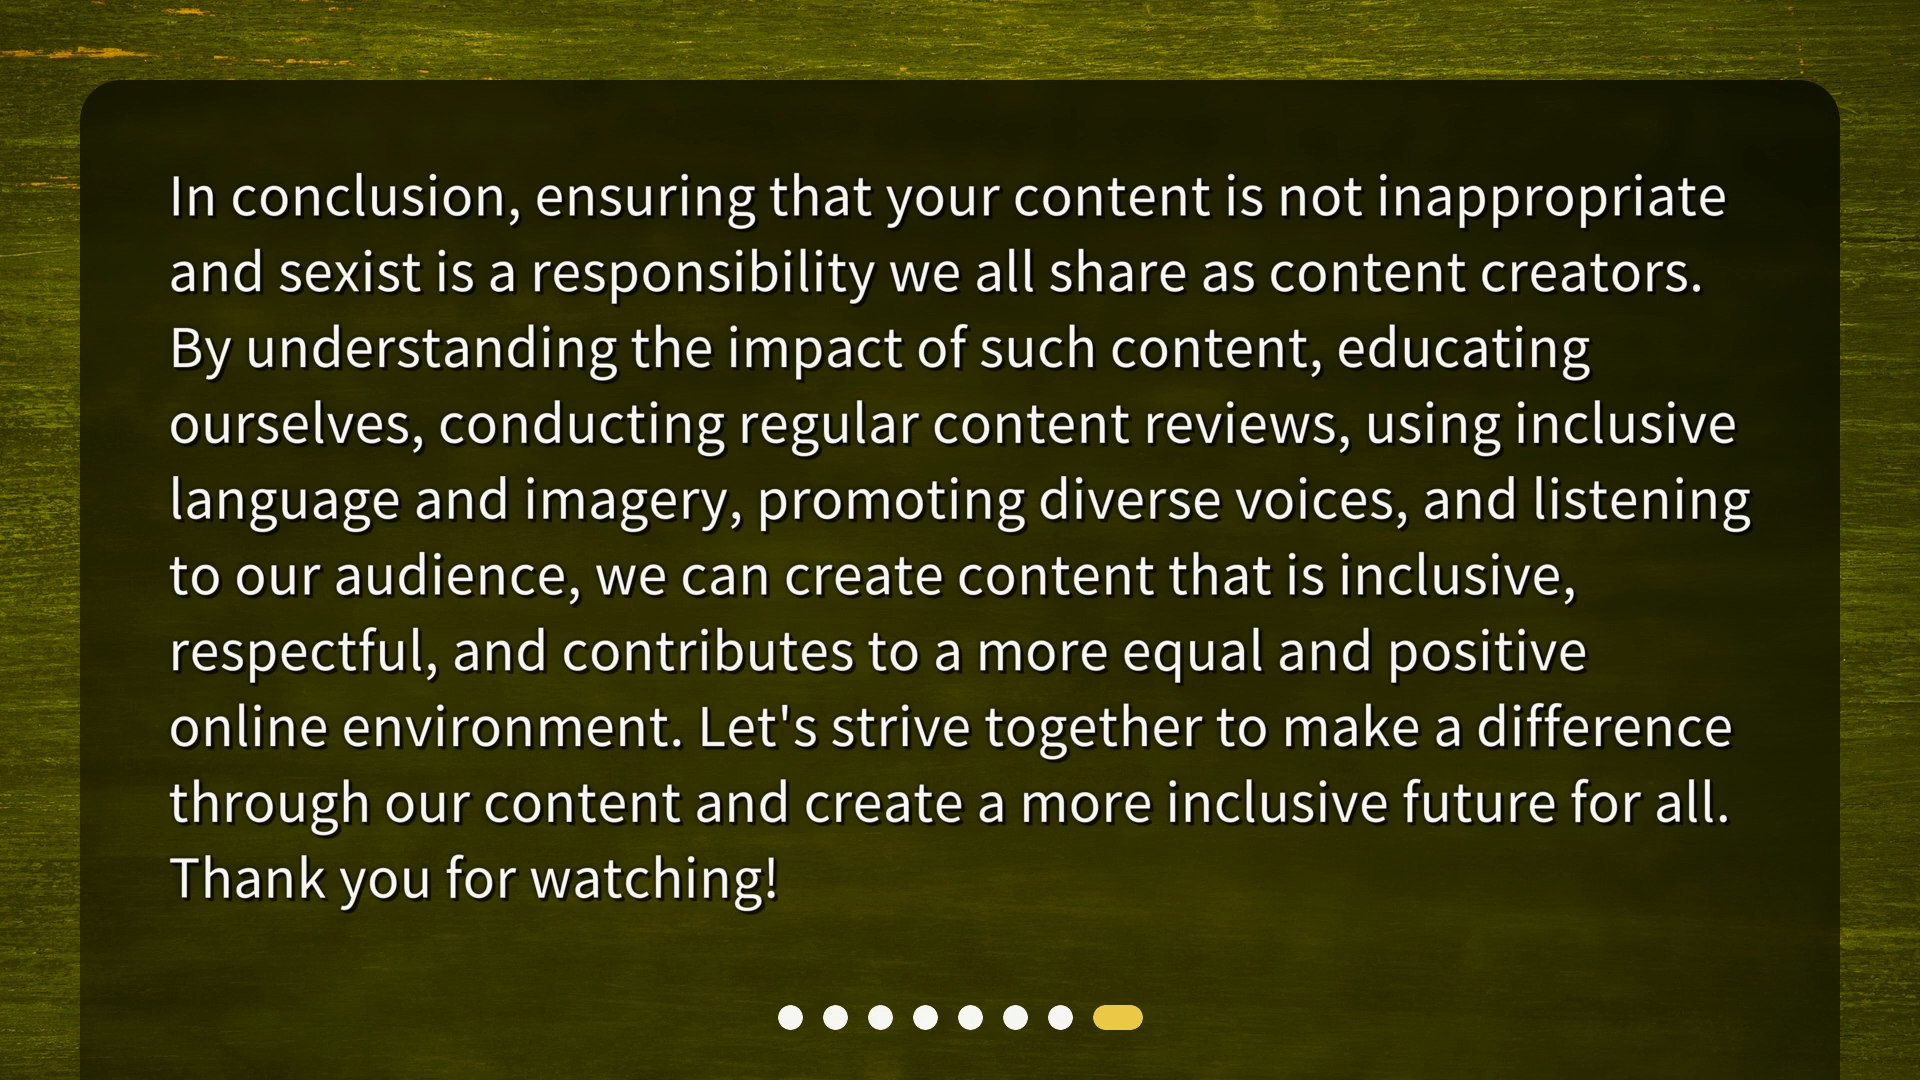 In conclusion, ensuring that your content is not inappropriate
and sexist is a responsibility we all share as content creators.
By understanding the impact of such content, educating
ourselves, conducting regular content reviews, using inclusive
language and imagery, promoting diverse voices, and listening
to our audience, we can create content that is inclusive,
respectful, and contributes to a more equal and positive
online environment. Let's strive together to make a difference
through our content and create a more inclusive future for all.
Thank you for watching!